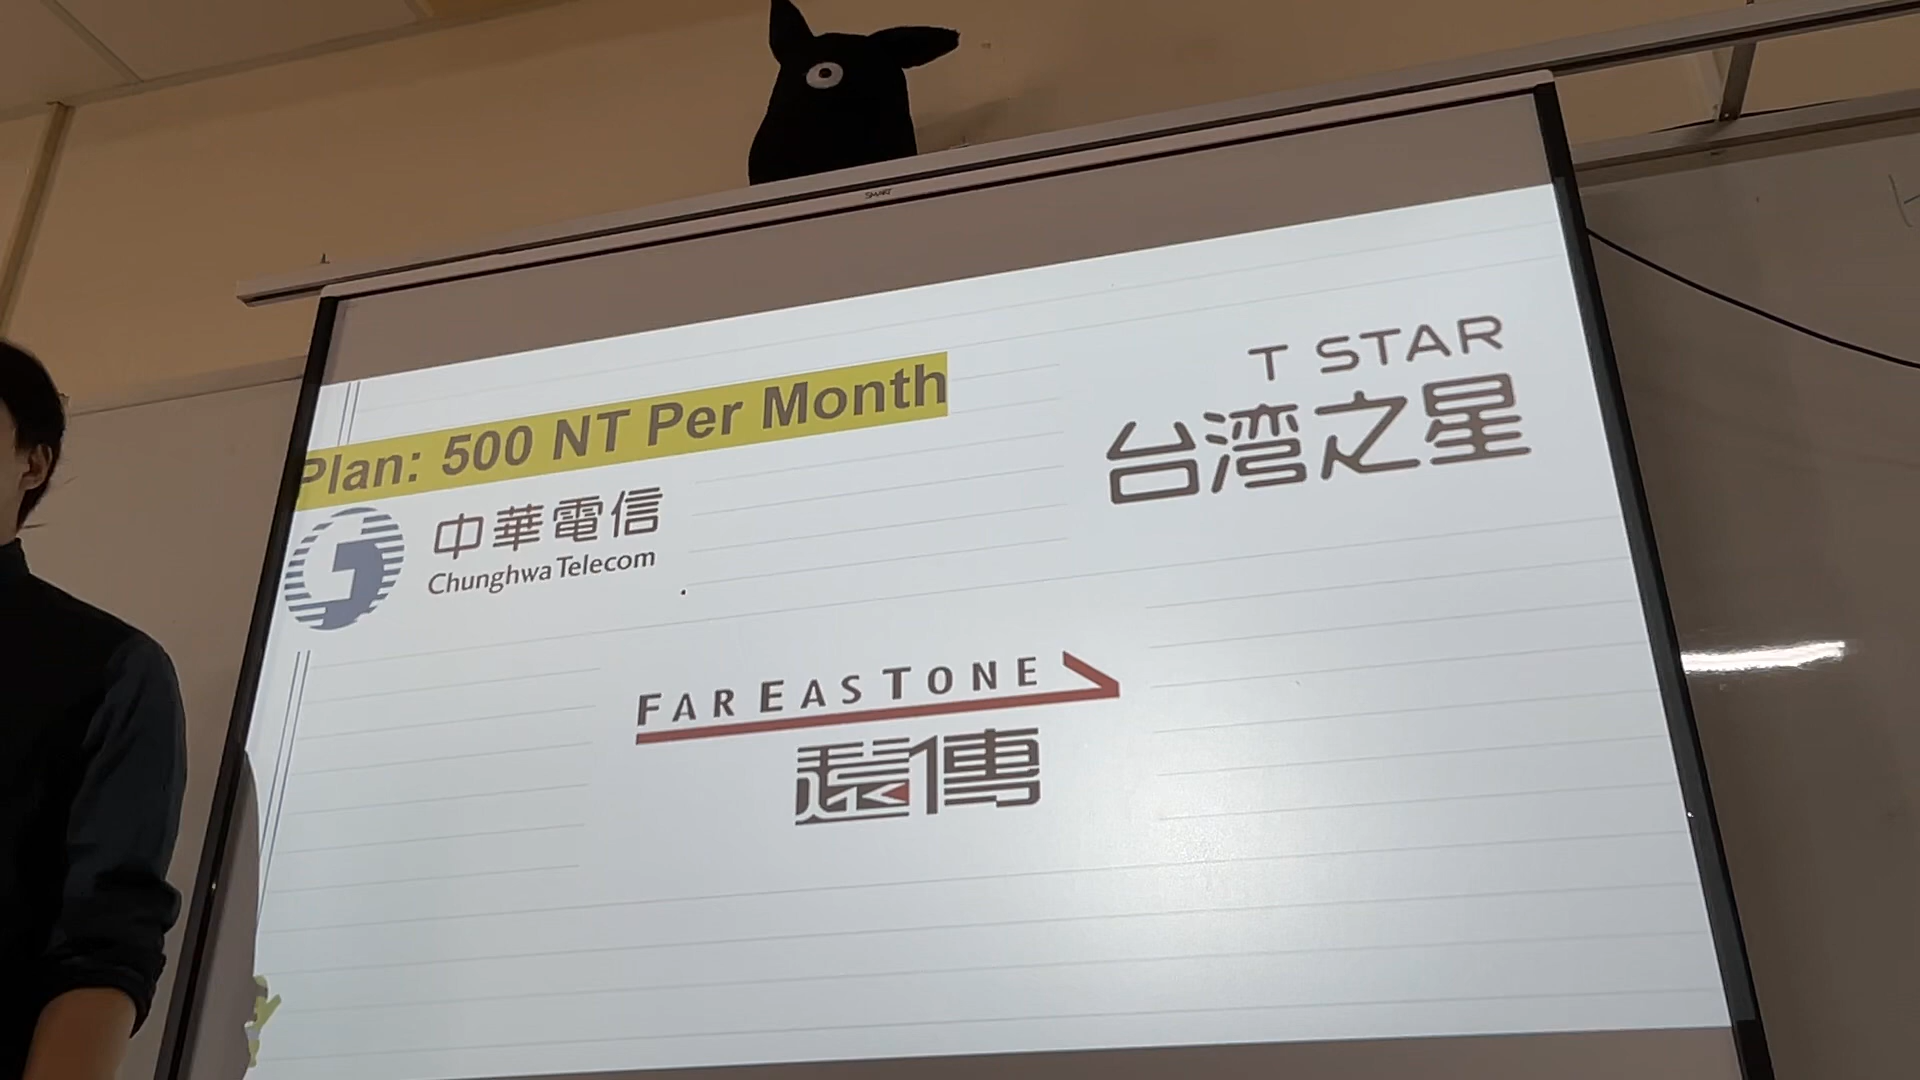 SMART
Plan: 500 NT Per Month
T STAR
台湾之星
中華電信
Chunghwa Telecom
FAREASTONE
遠傳